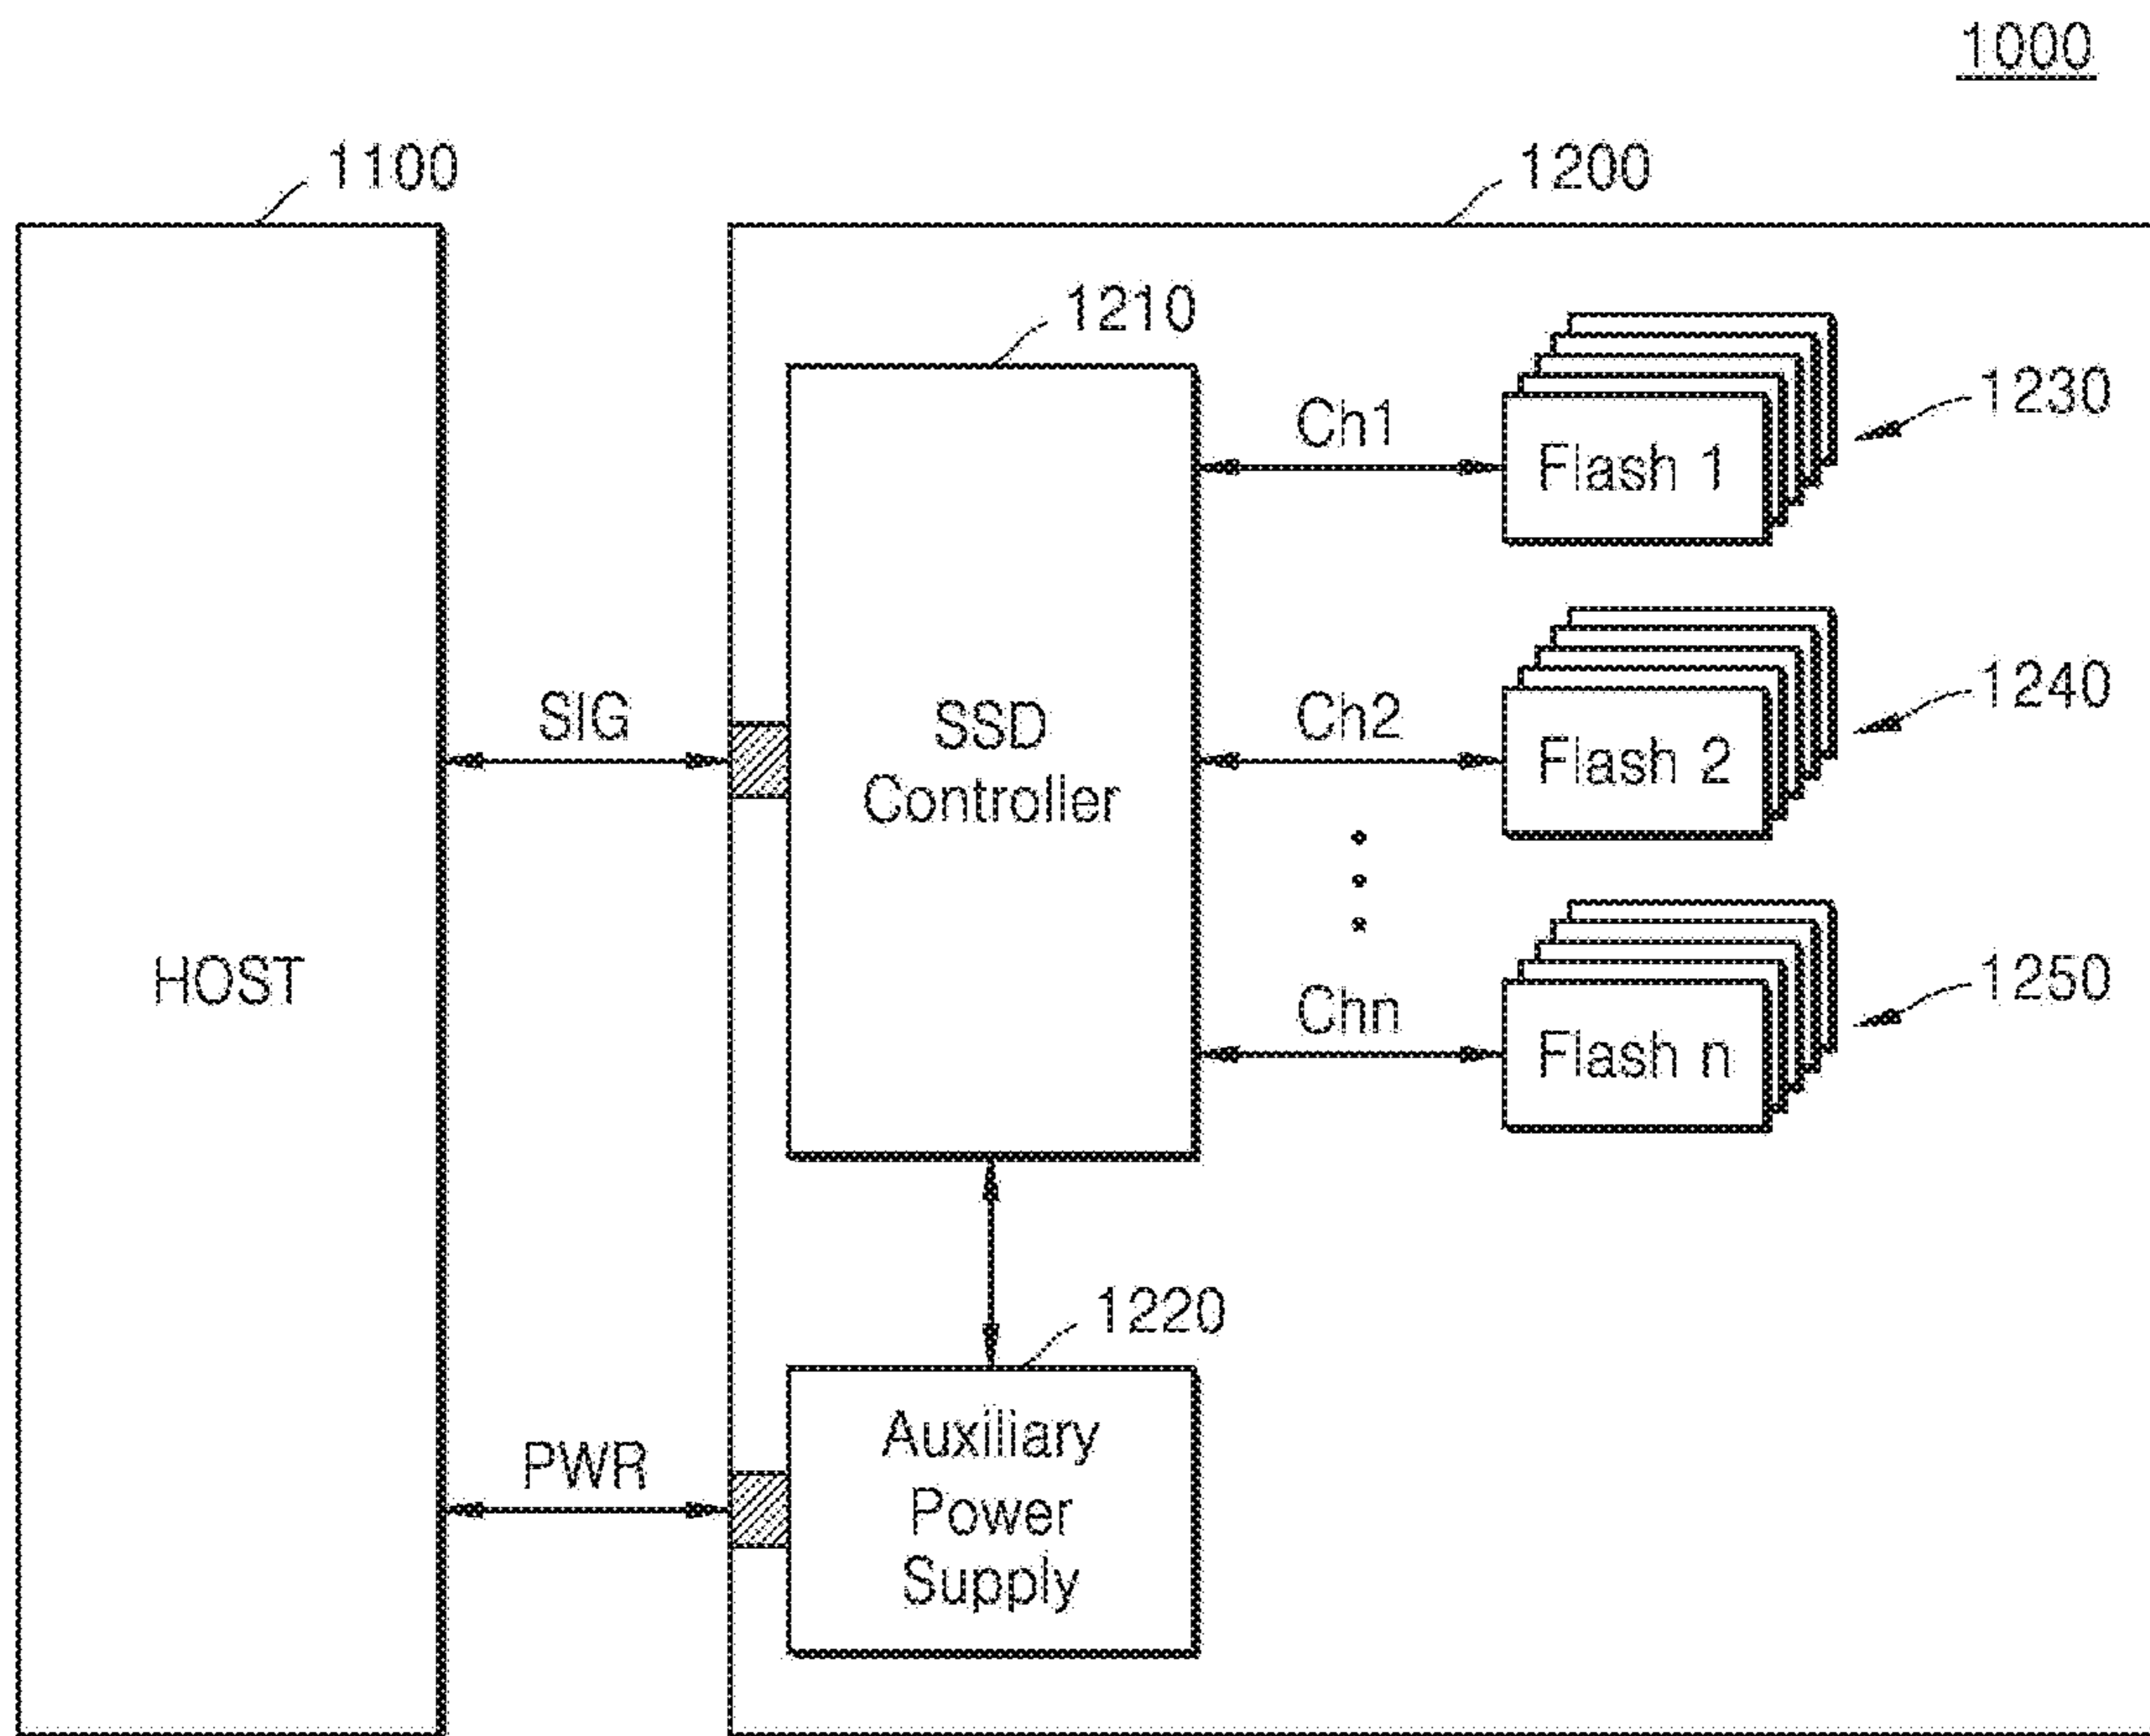 1000
1100
1200
1210
Ch1
Flash 1
1230
SIG
SSD
Controller
Ch2
Flash 2
1240
HOST
Chn
Flash n
1250
1220
PWR
Auxiliary
Power
Supply